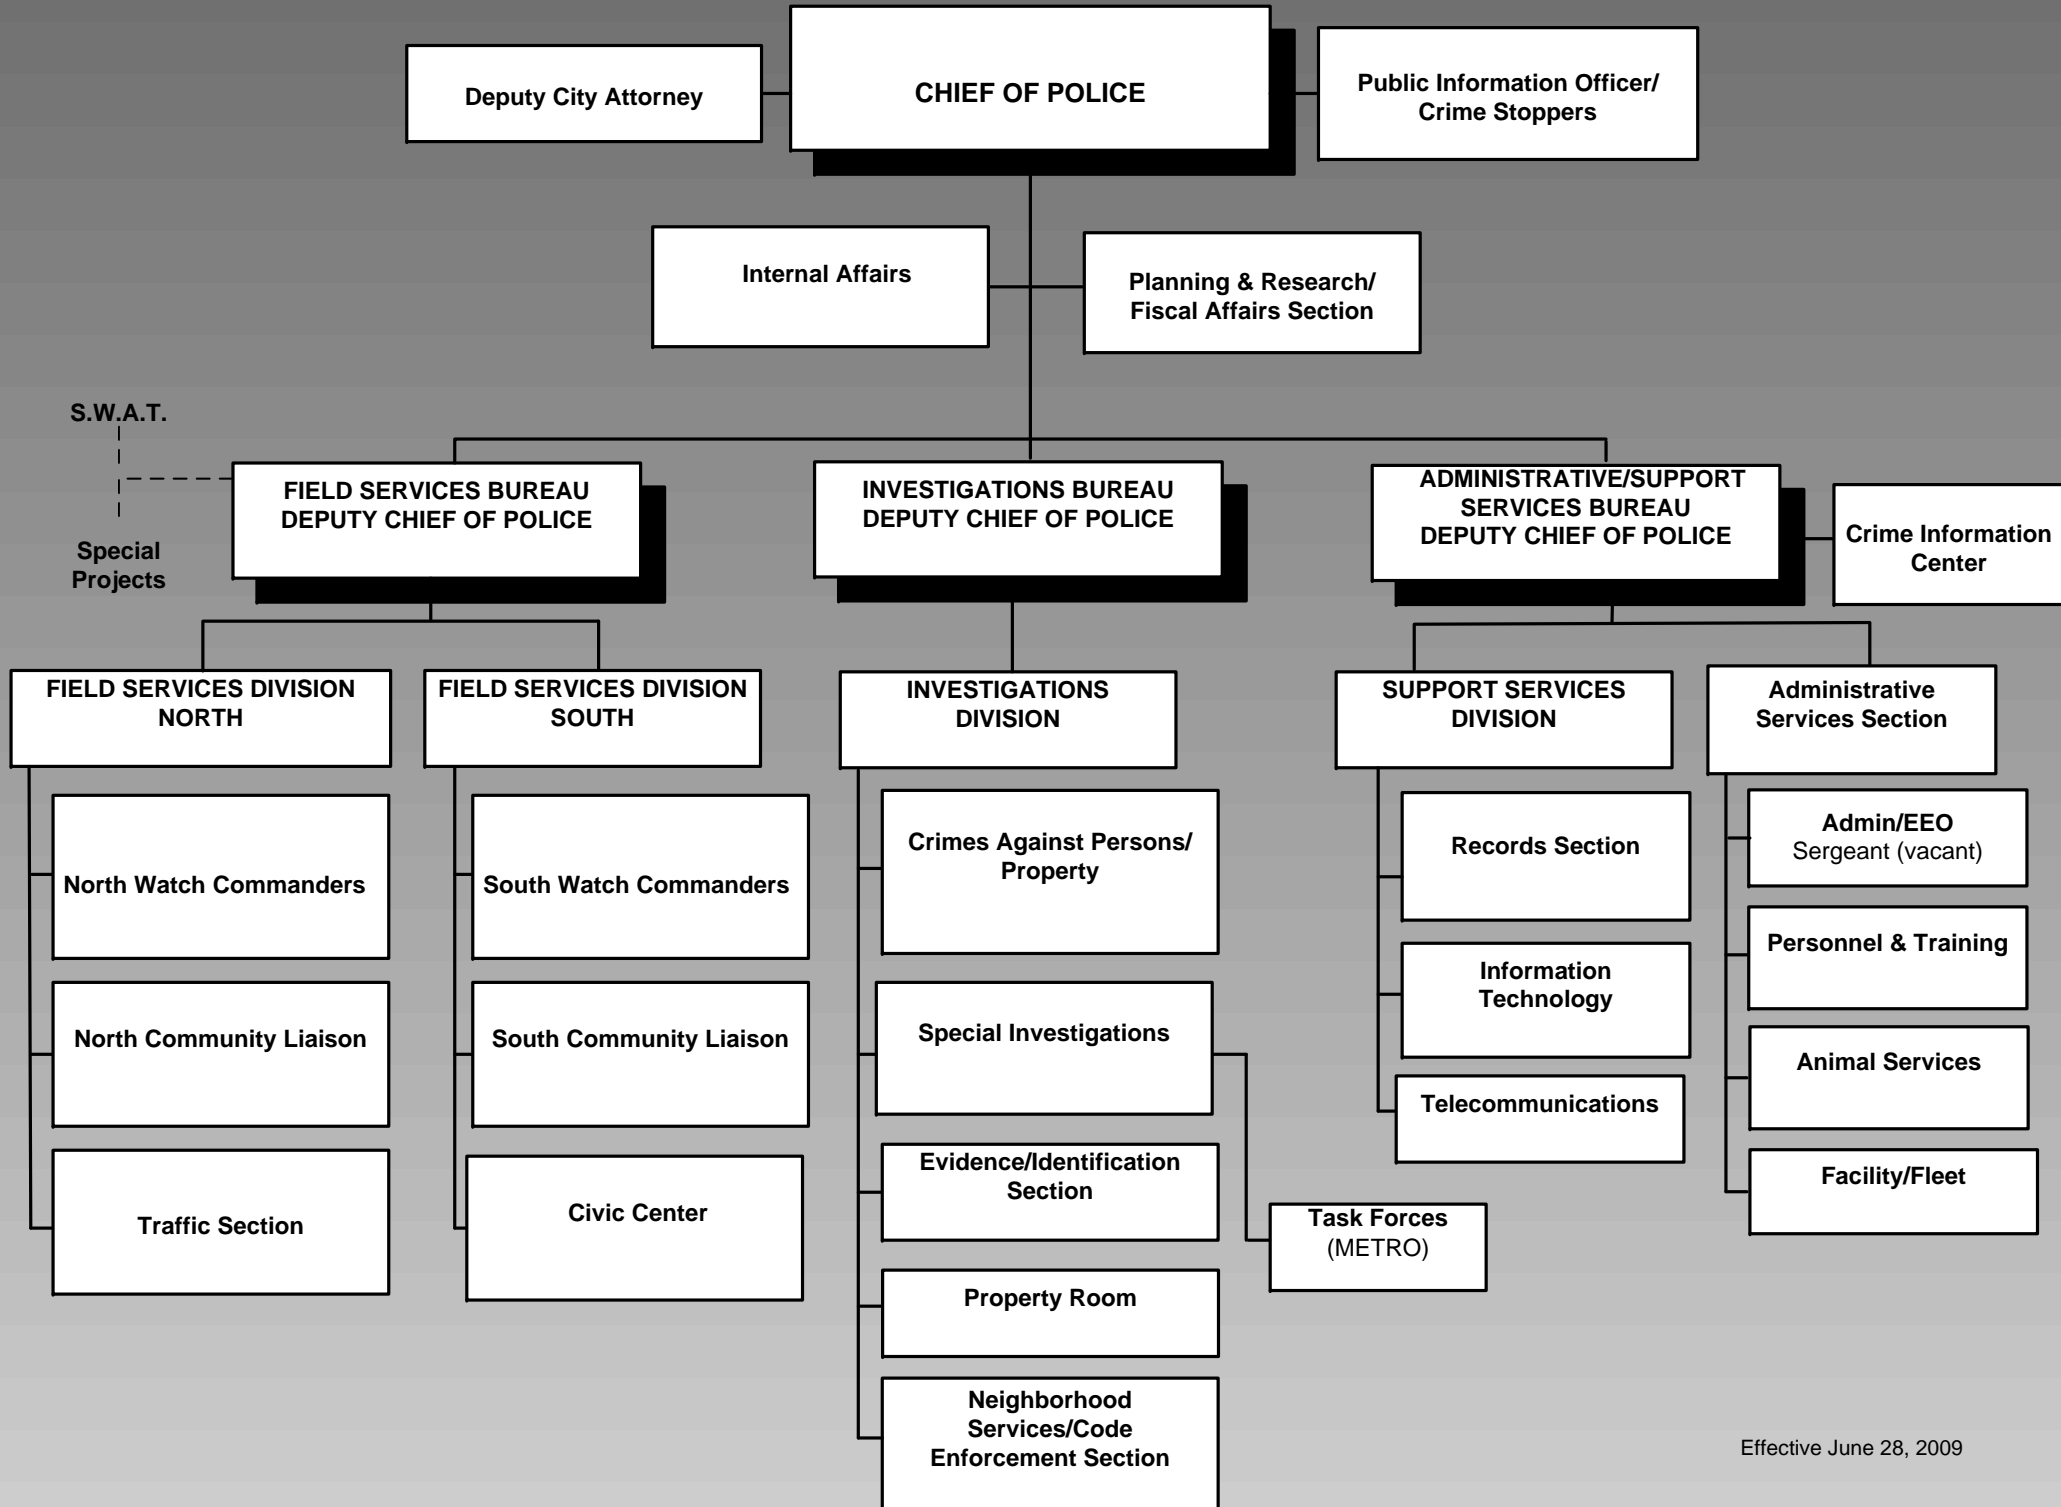 Deputy City Attorney
CHIEF OF POLICE
Public Information Officer/
Crime Stoppers
Internal Affairs
Planning & Research/
Fiscal Affairs Section
S.W.A.T.
Special
Projects
FIELD SERVICES BUREAU
DEPUTY CHIEF OF POLICE
INVESTIGATIONS BUREAU
DEPUTY CHIEF OF POLICE
ADMINISTRATIVE/SUPPORT
SERVICES BUREAU
DEPUTY CHIEF OF POLICE
Crime Information
Center
FIELD SERVICES DIVISION
NORTH
FIELD SERVICES DIVISION
SOUTH
INVESTIGATIONS
DIVISION
SUPPORT SERVICES
DIVISION
Administrative
Services Section
North Watch Commanders
North Community Liaison
Traffic Section
South Watch Commanders
South Community Liaison
Civic Center
Crimes Against Persons/
Property
Special Investigations
Evidence/Identification
Section
Property Room
Neighborhood
Services/Code
Enforcement Section
Task Forces
(METRO)
Records Section
Information
Technology
Telecommunications
Admin/EEO
Sergeant (vacant)
Personnel & Training
Animal Services
Facility/Fleet
Effective June 28, 2009